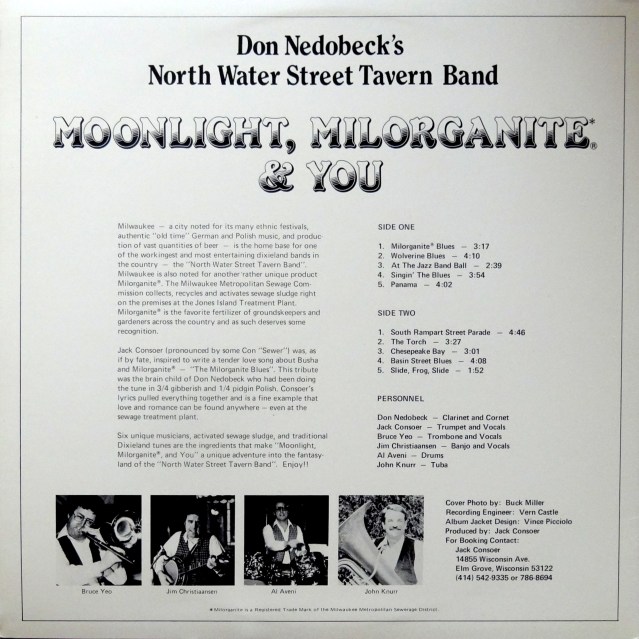 Don Nedobeck's
North Water Street Tavern Band
MOONLIGHT, MILORGANITE*®
& YOU
Milwaukee — a city noted for its many ethnic festivals,
authentic "old time" German and Polish music, and produc-
tion of vast quantities of beer — is the home base for one
of the workingest and most entertaining dixieland bands in
the country — the "North Water Street Tavern Band".
Milwaukee is also noted for another rather unique product
Milorganite®. The Milwaukee Metropolitan Sewage Com-
mission collects, recycles and activates sewage sludge right
on the premises at the Jones Island Treatment Plant.
Milorganite® is the favorite fertilizer of groundskeepers and
gardeners across the country and as such deserves some
recognition.
Jack Consoer (pronounced by some Con "Sewer") was, as
if by fate, inspired to write a tender love song about Busha
and Milorganite® — "The Milorganite Blues". This tribute
was the brain child of Don Nedobeck who had been doing
the tune in 3/4 gibberish and 1/4 pidgin Polish. Consoer's
lyrics pulled everything together and is a fine example that
love and romance can be found anywhere — even at the
sewage treatment plant.
Six unique musicians, activated sewage sludge, and traditional
Dixieland tunes are the ingredients that make "Moonlight,
Milorganite®, and You" a unique adventure into the fantasy-
land of the "North Water Street Tavern Band". Enjoy!!
SIDE ONE
1. Milorganite® Blues — 3:17
2. Wolverine Blues — 4:10
3. At The Jazz Band Ball — 2:39
4. Singin' The Blues — 3:54
5. Panama — 4:02
SIDE TWO
1. South Rampart Street Parade — 4:46
2. The Torch — 3:27
3. Chesepeake Bay — 3:01
4. Basin Street Blues — 4:08
5. Slide, Frog, Slide — 1:52
PERSONNEL
Don Nedobeck — Clarinet and Cornet
Jack Consoer — Trumpet and Vocals
Bruce Yeo — Trombone and Vocals
Jim Christiaansen — Banjo and Vocals
Al Aveni — Drums
John Knurr — Tuba
Bruce Yeo
Jim Christiaansen
Al Aveni
John Knurr
Cover Photo by: Buck Miller
Recording Engineer: Vern Castle
Album Jacket Design: Vince Picciolo
Produced by: Jack Conser
For Booking Contact:
Jack Consoer
14855 Wisconsin Ave.
Elm Grove, Wisconsin 53122
(414) 542-9335 or 786-8694
* Milorganite is a Registered Trade Mark of the Milwaukee Metropolitan Sewerage District.